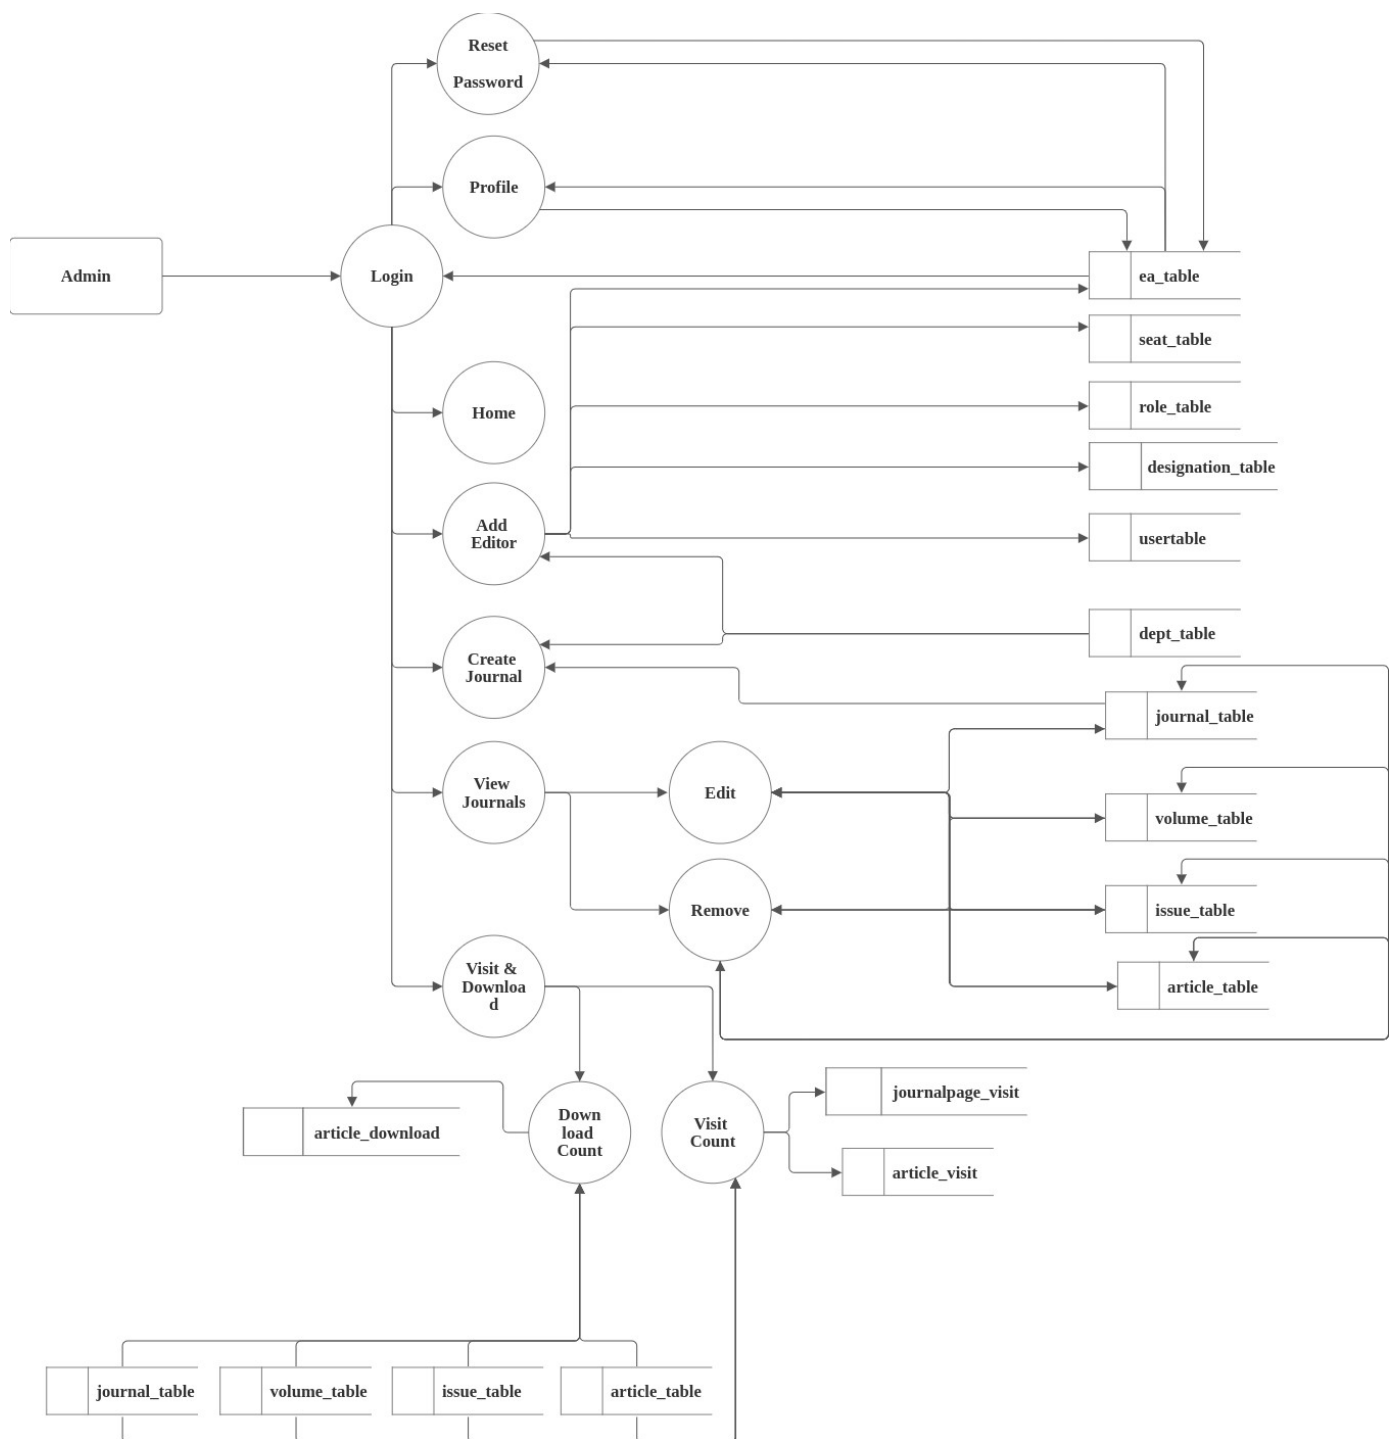 Reset
Password
Profile
Admin
Login
ea_table
seat_table
Home
role_table
designation_table
Add
Editor
usertable
dept_table
Create
Journal
journal_table
View
Journals
Edit
volume_table
Remove
issue_table
Visit &
Downloa
d
article_table
article_download
Down
load
Count
Visit
Count
journalpage_visit
article_visit
journal_table
volume_table
issue_table
article_table